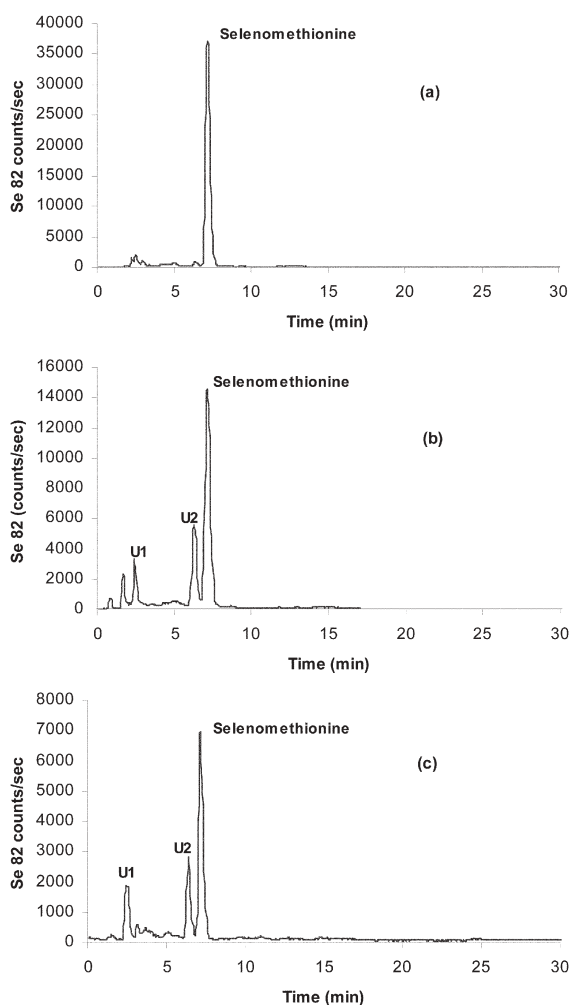 40000
Selenomethionine
35000
30000
(a)
25000
20000
15000
10000
5000
0
Se 82 counts/sec
0 5 10 15 20 25 30
Time (min)
16000
Selenomethionine
14000
12000
(b)
10000
8000
6000
U2
4000
U1
2000
0
Se 82 (counts/sec)
0 5 10 15 20 25 30
Time (min)
8000
Selenomethionine
7000
6000
(c)
5000
4000
3000
U2
U1
2000
1000
0
Se 82 counts/sec
0 5 10 15 20 25 30
Time (min)